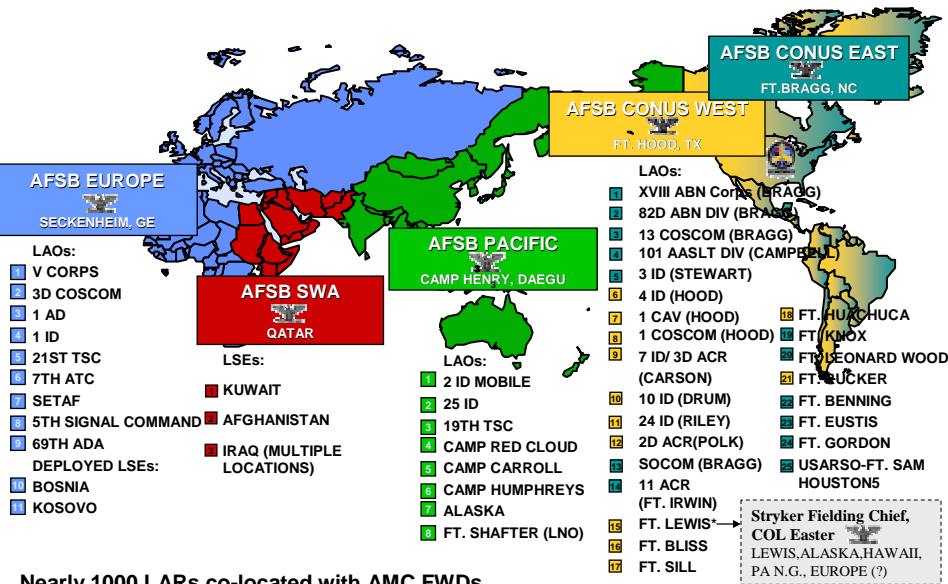 AFSB CONUS EAST
FT.BRAGG, NC
AFSB CONUS WEST
FT. HOOD, TX
AFSB EUROPE
SECKENHEIM, GE
LAOs:
1 V CORPS
2 3D COSCOM
3 1 AD
4 1 ID
5 21ST TSC
6 7TH ATC
7 SETAF
8 5TH SIGNAL COMMAND
9 69TH ADA
DEPLOYED LSEs:
10 BOSNIA
11 KOSOVO
AFSB SWA
QATAR
LSEs:
1 KUWAIT
2 AFGHANISTAN
3 IRAQ (MULTIPLE
LOCATIONS)
AFSB PACIFIC
CAMP HENRY, DAEGU
LAOs:
1 2 ID MOBILE
2 25 ID
3 19TH TSC
4 CAMP RED CLOUD
5 CAMP CARROLL
6 CAMP HUMPHREYS
7 ALASKA
8 FT. SHAFTER (LNO)
LAOs:
1 XVIII ABN Corps (BRAGG)
2 82D ABN DIV (BRAGG)
3 13 COSCOM (BRAGG)
4 101 AASLT DIV (CAMPBELL)
5 3 ID (STEWART)
6 4 ID (HOOD)
7 1 CAV (HOOD)
8 1 COSCOM (HOOD)
9 7 ID/ 3D ACR
(CARSON)
10 10 ID (DRUM)
11 24 ID (RILEY)
12 2D ACR(POLK)
13 SOCOM (BRAGG)
14 11 ACR
(FT. IRWIN)
15 FT. LEWIS*
16 FT. BLISS
17 FT. SILL
18 FT. HUACHUCA
19 FT. KNOX
20 FT. LEONARD WOOD
21 FT. RUCKER
22 FT. BENNING
23 FT. EUSTIS
24 FT. GORDON
25 USARSO-FT. SAM
HOUSTON5
Stryker Fielding Chief,
COL Easter
LEWIS,ALASKA,HAWAII,
PA N.G., EUROPE (?)
Nearly 1000 LARs co-located with AMC FWDs